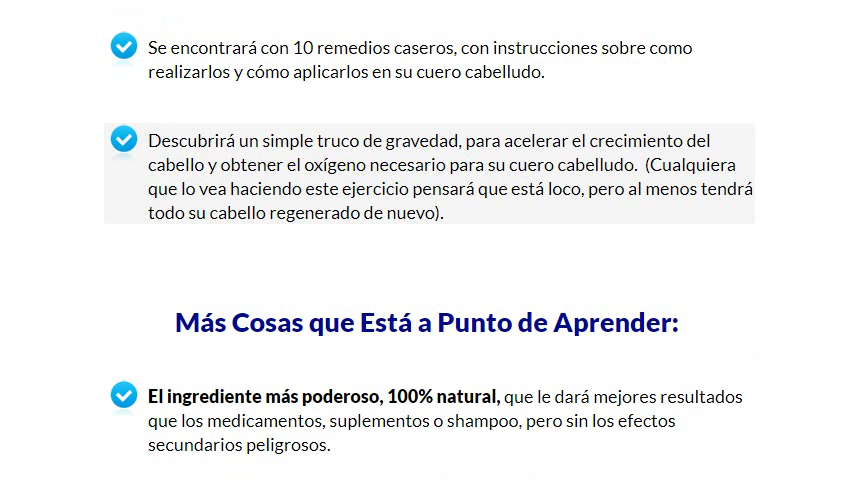 Se encontrará con 10 remedios caseros, con instrucciones sobre como
realizarlos y cómo aplicarlos en su cuero cabelludo.
Descubrirá un simple truco de gravedad, para acelerar el crecimiento del
cabello y obtener el oxígeno necesario para su cuero cabelludo. (Cualquiera
que lo vea haciendo este ejercicio pensará que está loco, pero al menos tendrá
todo su cabello regenerado de nuevo).
Más Cosas que Está a Punto de Aprender:
El ingrediente más poderoso, 100% natural, que le dará mejores resultados
que los medicamentos, suplementos o shampoo, pero sin los efectos
secundarios peligrosos.